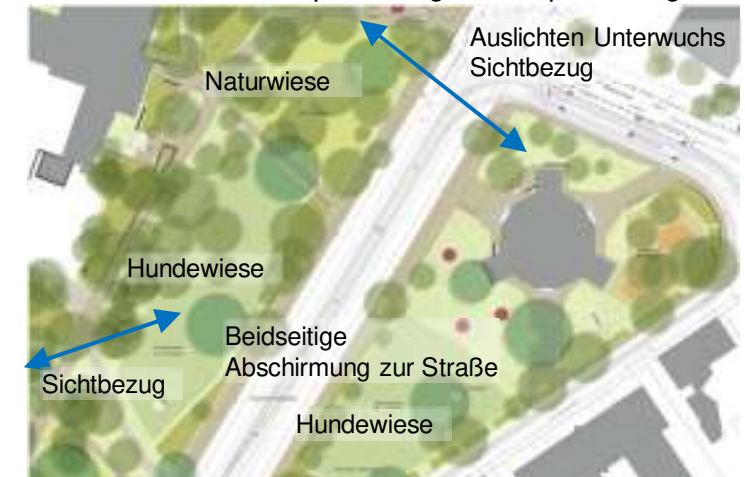 Auslichten Unterwuchs
Sichtbezug
Naturwiese
Hundewiese
Beidseitige
Abschirmung zur Straße
Sichtbezug
Hundewiese